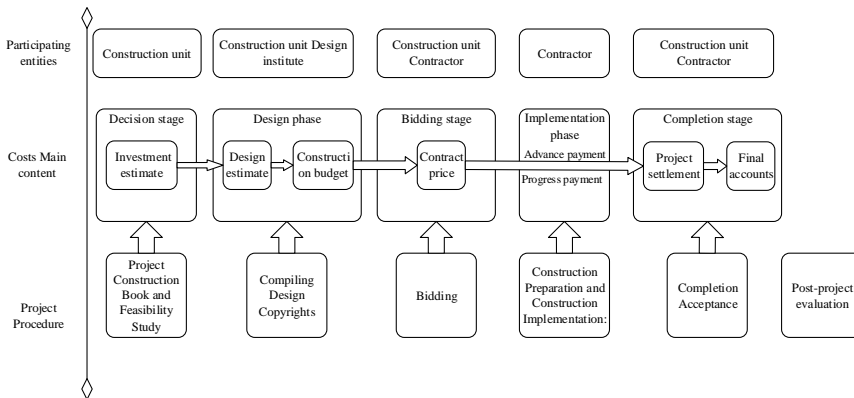 Participating
entities
Construction unit
Construction unit Design
institute
Construction unit
Contractor
Contractor
Construction unit
Contractor
Costs Main
content
Decision stage
Investment
estimate
Design phase
Design
estimate
Constructi
on budget
Bidding stage
Contract
price
Implementation
phase
Advance payment
Progress payment
Completion stage
Project
settlement
Final
accounts
Project
Procedure
Project
Construction
Book and
Feasibility
Study
Compiling
Design
Copyrights
Bidding
Construction
Preparation and
Construction
Implementation:
Completion
Acceptance
Post-project
evaluation